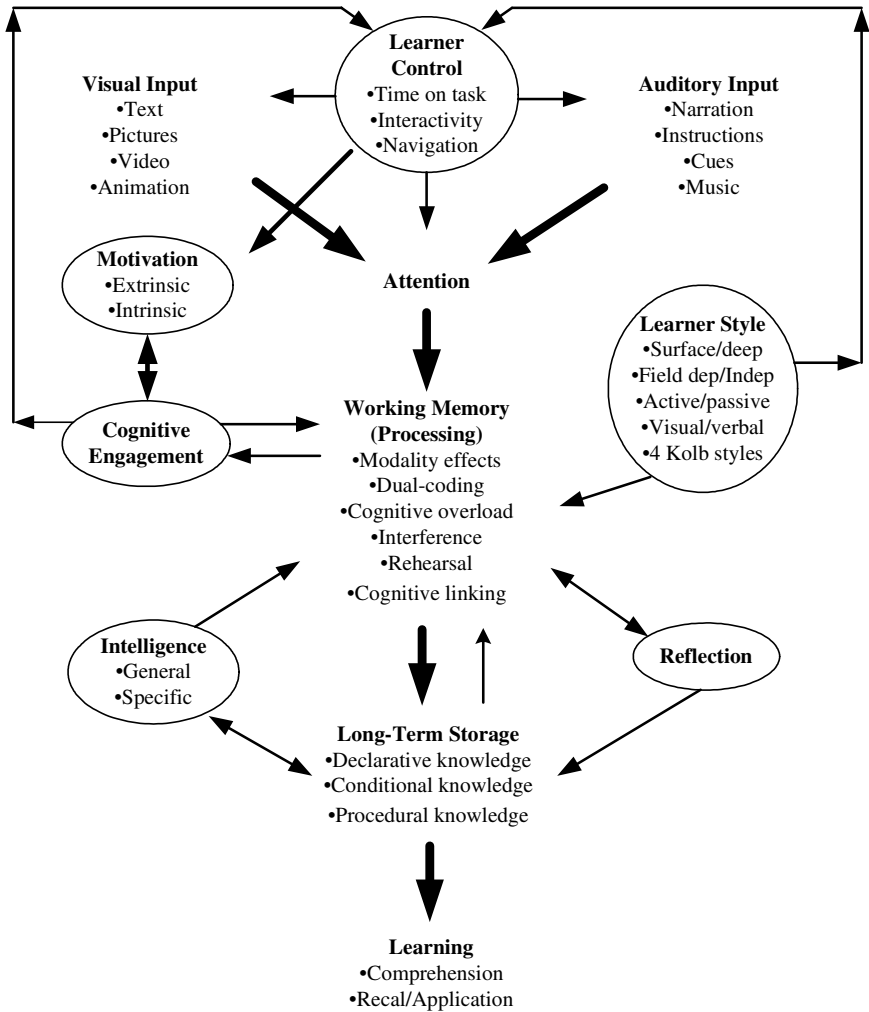 Learner
Control
•Time on task
•Interactivity
•Navigation
Visual Input
•Text
•Pictures
•Video
•Animation
Auditory Input
•Narration
•Instructions
•Cues
•Music
Motivation
•Extrinsic
•Intrinsic
Attention
Learner Style
•Surface/deep
•Field dep/Indep
•Active/passive
•Visual/verbal
•4 Kolb styles
Cognitive
Engagement
Working Memory
(Processing)
•Modality effects
•Dual-coding
•Cognitive overload
•Interference
•Rehearsal
•Cognitive linking
Intelligence
•General
•Specific
Reflection
Long-Term Storage
•Declarative knowledge
•Conditional knowledge
•Procedural knowledge
Learning
•Comprehension
•Recal/Application